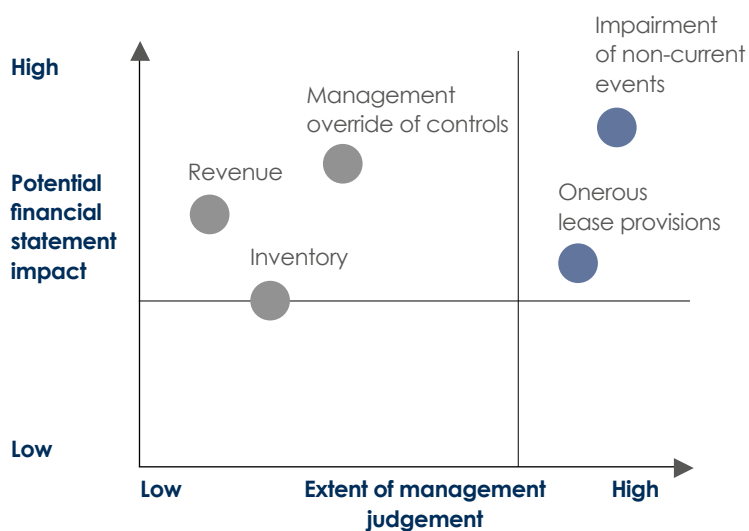 Impairment
of non-current
events
High
Management
override of controls
Revenue
Potential
financial
statement
impact
Onerous
lease provisions
Inventory
Low
Low
Extent of management
judgement
High